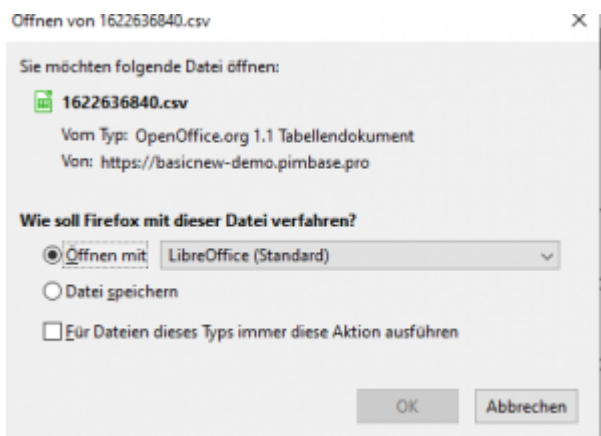 Öffnen von 1622636840.csv
Sie möchten folgende Datei öffnen:
1622636840.csv
Vom Typ: OpenOffice.org 1.1 Tabellendokument
Von: https://basicnew-demo.pimbase.pro
Wie soll Firefox mit dieser Datei verfahren?
Öffnen mit LibreOffice (Standard)
Datei speichern
Für Dateien dieses Typs immer diese Aktion ausführen
OK Abbrechen